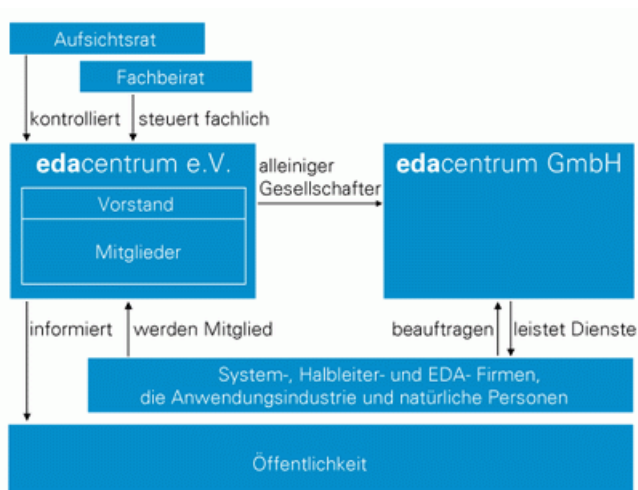 Aufsichtsrat
Fachbeirat
kontrolliert
steuert fachlich
edacentrum e.V.
Vorstand
Mitglieder
alleiniger
Gesellschafter
edacentrum GmbH
informiert
werden Mitglied
beauftragen
leistet Dienste
System-, Halbleiter- und EDA- Firmen,
die Anwendungsindustrie und natürliche Personen
Öffentlichkeit